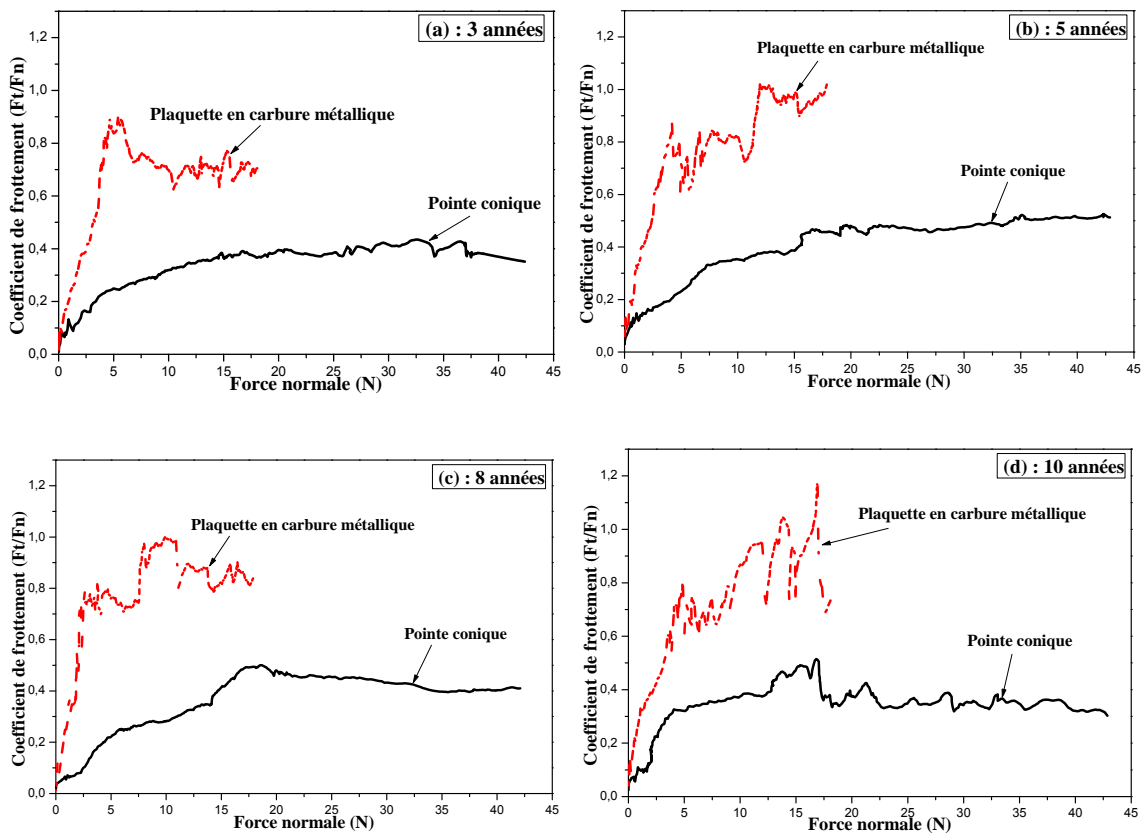 (a) : 3 années
Coefficient de frottement (Ft/Fn)
1,2
1,0
0,8
0,6
0,4
0,2
0,0
Plaquette en carbure métallique
Pointe conique
0 5 10 15 20 25 30 35 40 45
Force normale (N)
(b) : 5 années
Coefficient de frottement (Ft/Fn)
1,2
1,0
0,8
0,6
0,4
0,2
0,0
Plaquette en carbure métallique
Pointe conique
0 5 10 15 20 25 30 35 40 45
Force normale (N)
(c) : 8 années
Coefficient de frottement (Ft/Fn)
1,2
1,0
0,8
0,6
0,4
0,2
0,0
Plaquette en carbure métallique
Pointe conique
0 5 10 15 20 25 30 35 40 45
Force normale (N)
(d) : 10 années
Coefficient de frottement (Ft/Fn)
1,2
1,0
0,8
0,6
0,4
0,2
0,0
Plaquette en carbure métallique
Pointe conique
0 5 10 15 20 25 30 35 40 45
Force normale (N)